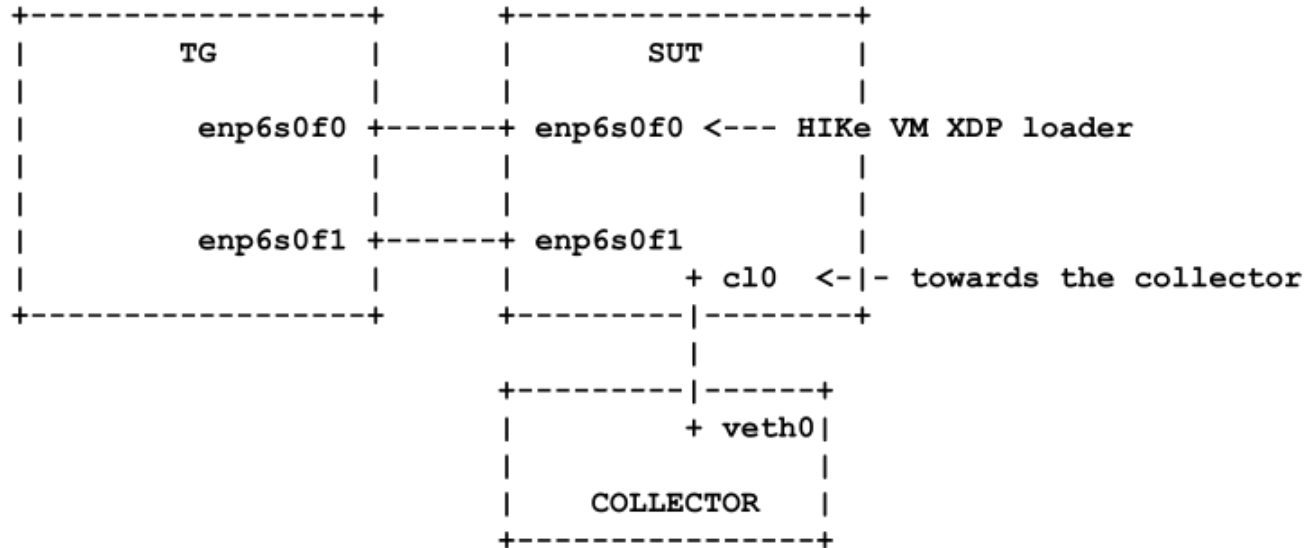 +-------------------+      +-------------------+
|        TG         |      |       SUT         |
|                   |      |                   |
|         enp6s0f0 +------+ enp6s0f0 <--- HIKe VM XDP loader
|                   |      |                   |
|                   |      |                   |
|         enp6s0f1 +------+ enp6s0f1          |
|                   |      |         + cl0  <-|- towards the collector
+-------------------+      +---------|--------+
                                     |
                           +---------|------+
                           |         + veth0|
                           |                |
                           |    COLLECTOR   |
                           +----------------+